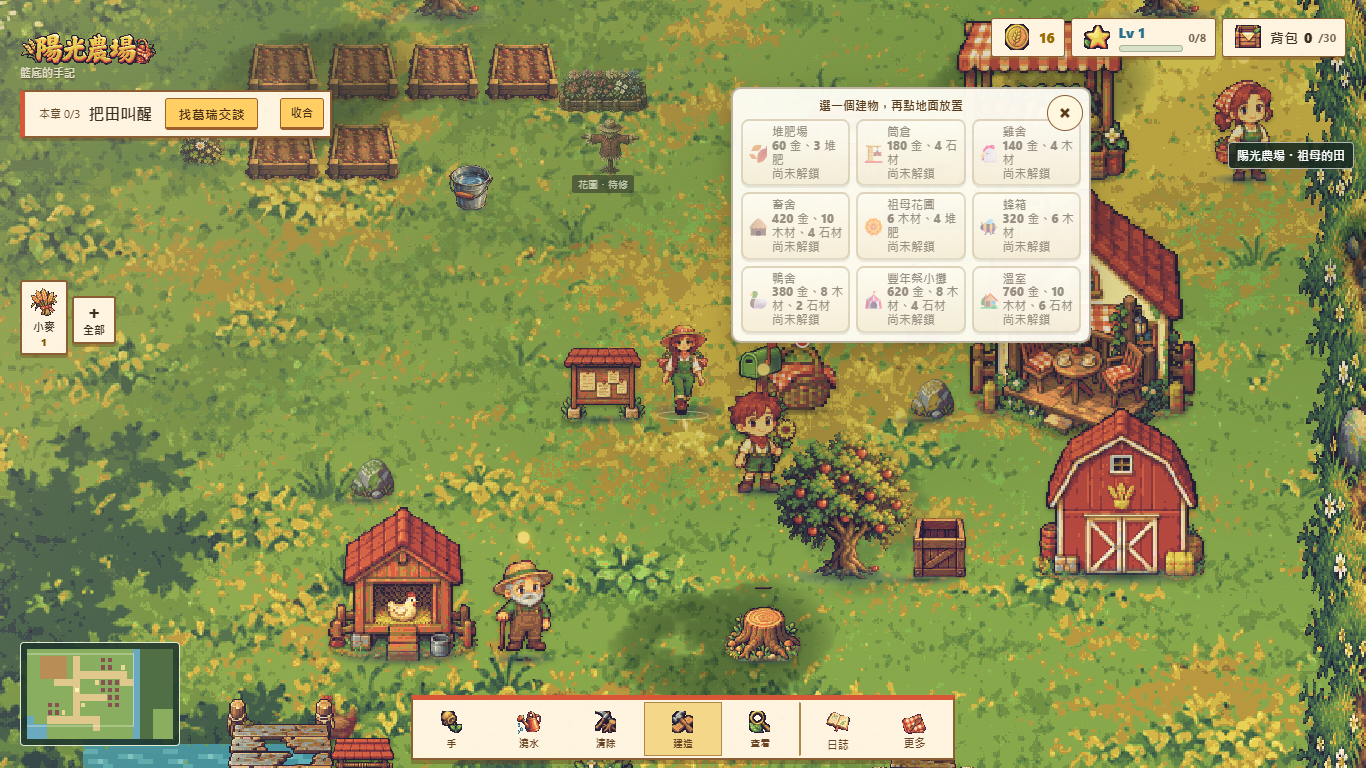 陽光農場
籃底的手記
本章 0/3 把田叫醒 找葛瑞交談 收合
16
Lv 1 0/8
背包 0 /30
選一個建物，再點地面放置
×
堆肥場
60 金、3 堆
肥
尚未解鎖
筒倉
180 金、4 石
材
尚未解鎖
雞舍
140 金、4 木
材
尚未解鎖
畜舍
420 金、10
木材、4 石材
尚未解鎖
祖母花圃
6 木材、4 堆
肥
尚未解鎖
蜂箱
320 金、6 木
材
尚未解鎖
鴨舍
380 金、8 木
材、2 石材
尚未解鎖
豐年祭小攤
620 金、8 木
材、4 石材
尚未解鎖
溫室
760 金、10
木材、6 石材
尚未解鎖
陽光農場・祖母的田
花圃・待修
小麥
1
+
全部
手
澆水
清除
建造
查看
日誌
更多